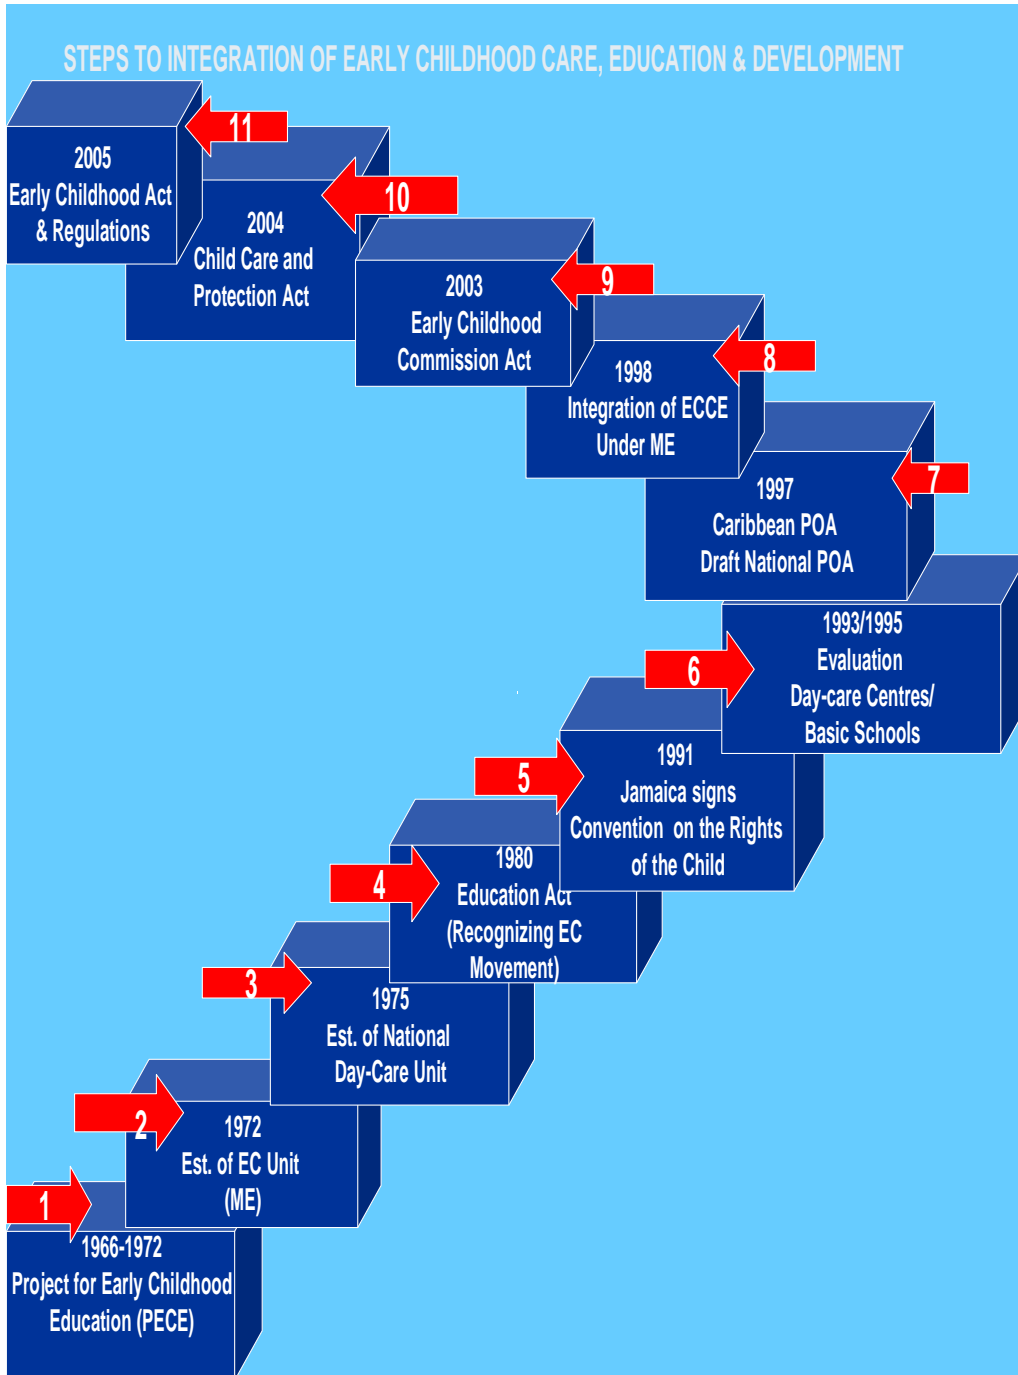 STEPS TO INTEGRATION OF EARLY CHILDHOOD CARE, EDUCATION & DEVELOPMENT
11
2005
Early Childhood Act
& Regulations
10
2004
Child Care and
Protection Act
9
2003
Early Childhood
Commission Act
8
1998
Integration of ECCE
Under ME
7
1997
Caribbean POA
Draft National POA
6
1993/1995
Evaluation
Day-care Centres/
Basic Schools
5
1991
Jamaica signs
Convention on the Rights
of the Child
4
1980
Education Act
(Recognizing EC
Movement)
3
1975
Est. of National
Day-Care Unit
2
1972
Est. of EC Unit
(ME)
1
1966-1972
Project for Early Childhood
Education (PECE)